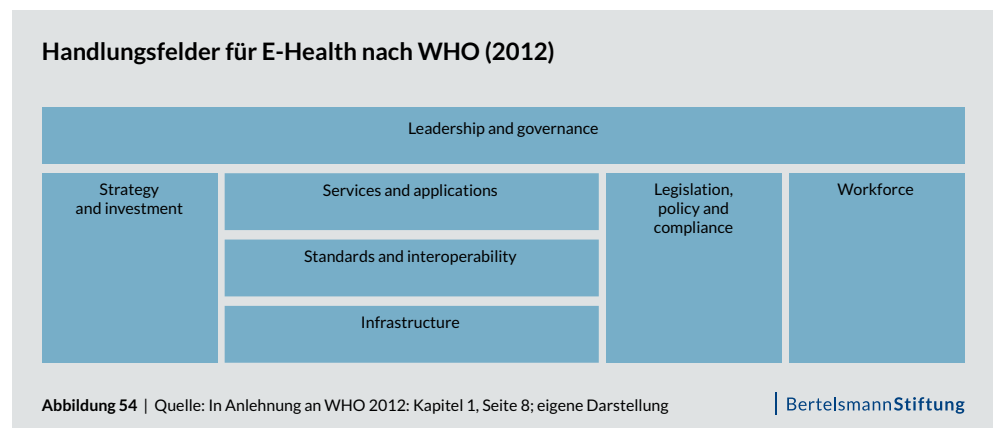 Handlungsfelder für E-Health nach WHO (2012)
Leadership and governance
Strategy
and investment
Services and applications
Standards and interoperability
Infrastructure
Legislation,
policy and
compliance
Workforce
Abbildung 54 | Quelle: In Anlehnung an WHO 2012: Kapitel 1, Seite 8; eigene Darstellung
BertelsmannStiftung